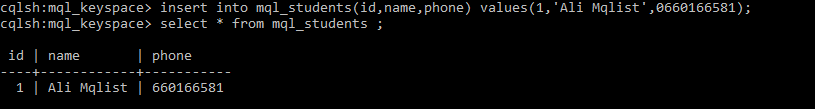 cqlsh:mql_keyspace> insert into mql_students(id,name,phone) values(1,'Ali Mqlist',0660166581);
cqlsh:mql_keyspace> select * from mql_students ;
 id | name       | phone
----+------------+-----------
  1 | Ali Mqlist | 660166581